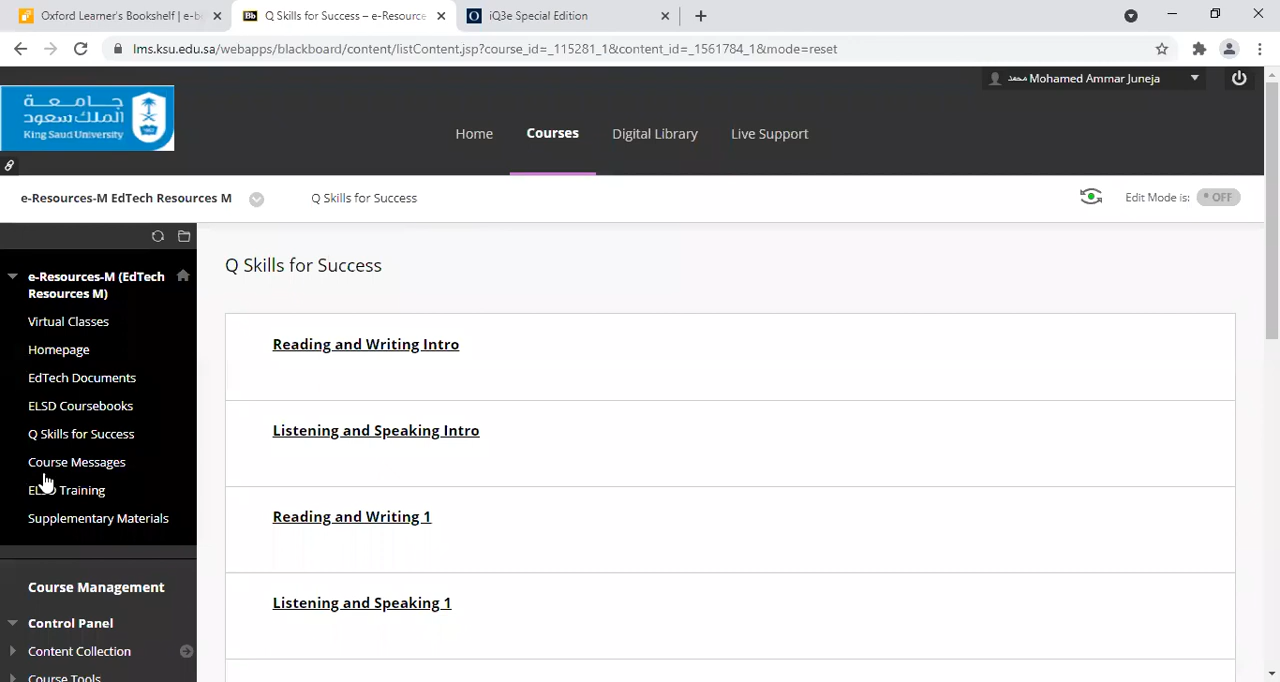 Oxford Learner's Bookshelf | e-b
Bb
Q Skills for Success – e-Resource
O
iQ3e Special Edition
lms.ksu.edu.sa/webapps/blackboard/content/listContent.jsp?course_id=_115281_1&content_id=_1561784_1&mode=reset
محمد Mohamed Ammar Juneja
جامعة
الملك سعود
King Saud University
Home
Courses
Digital Library
Live Support
e-Resources-M EdTech Resources M
Q Skills for Success
Edit Mode is:
OFF
e-Resources-M (EdTech
Resources M)
Virtual Classes
Homepage
EdTech Documents
ELSD Coursebooks
Q Skills for Success
Course Messages
ELSD Training
Supplementary Materials
Course Management
Control Panel
Content Collection
Course Tools
Q Skills for Success
Reading and Writing Intro
Listening and Speaking Intro
Reading and Writing 1
Listening and Speaking 1